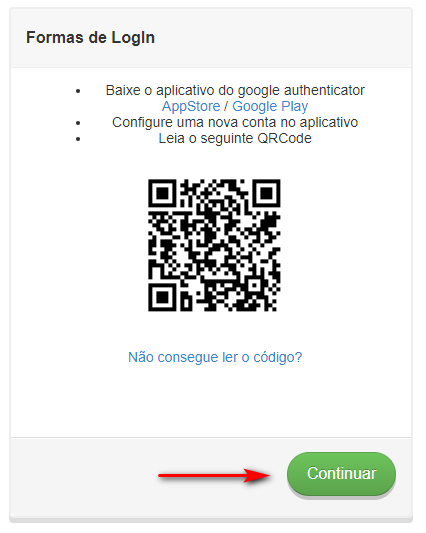 Formas de LogIn
Baixe o aplicativo do google authenticator
AppStore / Google Play
Configure uma nova conta no aplicativo
Leia o seguinte QRCode
Não consegue ler o código?
Continuar